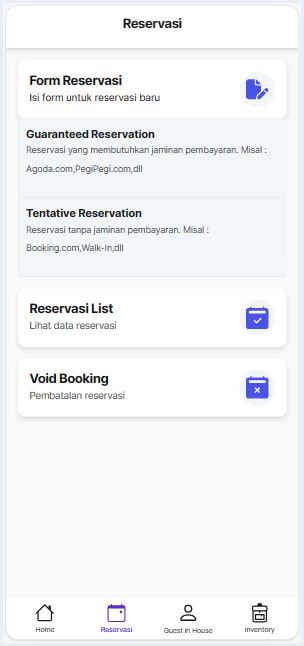 Reservasi
Form Reservasi
Isi form untuk reservasi baru
Guaranteed Reservation
Reservasi yang membutuhkan jaminan pembayaran. Misal :
Agoda.com,PegiPegi.com,dll
Tentative Reservation
Reservasi tanpa jaminan pembayaran. Misal :
Booking.com,Walk-In,dll
Reservasi List
Lihat data reservasi
Void Booking
Pembatalan reservasi
Home
Reservasi
Guest in House
inventory